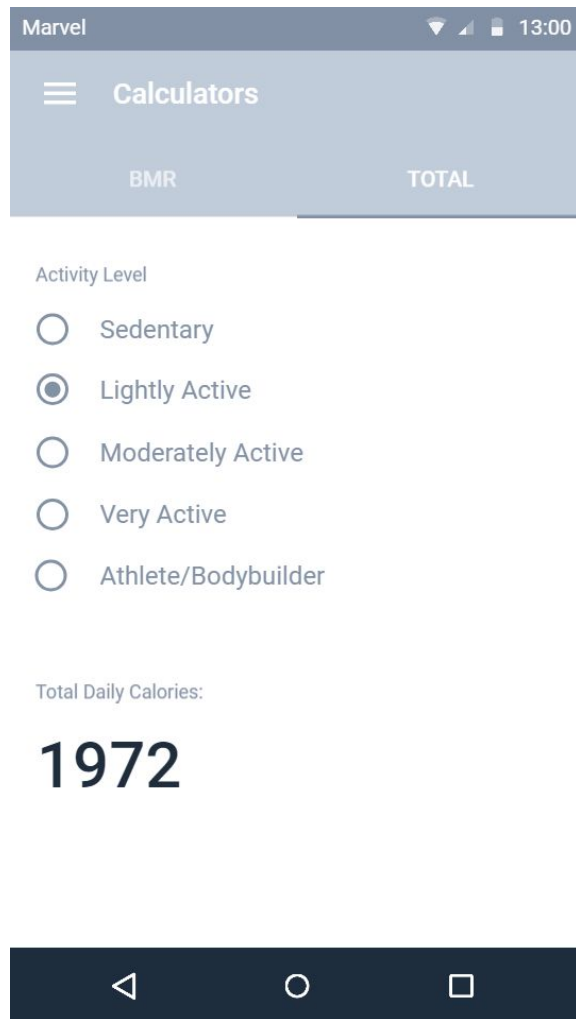 Marvel 13:00
Calculators
BMR TOTAL
Activity Level
Sedentary
Lightly Active
Moderately Active
Very Active
Athlete/Bodybuilder
Total Daily Calories:
1972